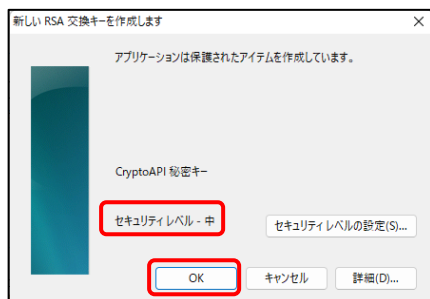 新しい RSA 交換キーを作成します
アプリケーションは保護されたアイテムを作成しています。
CryptoAPI 秘密キー
セキュリティ レベル - 中
セキュリティ レベルの設定(S)...
OK
キャンセル
詳細(D)...